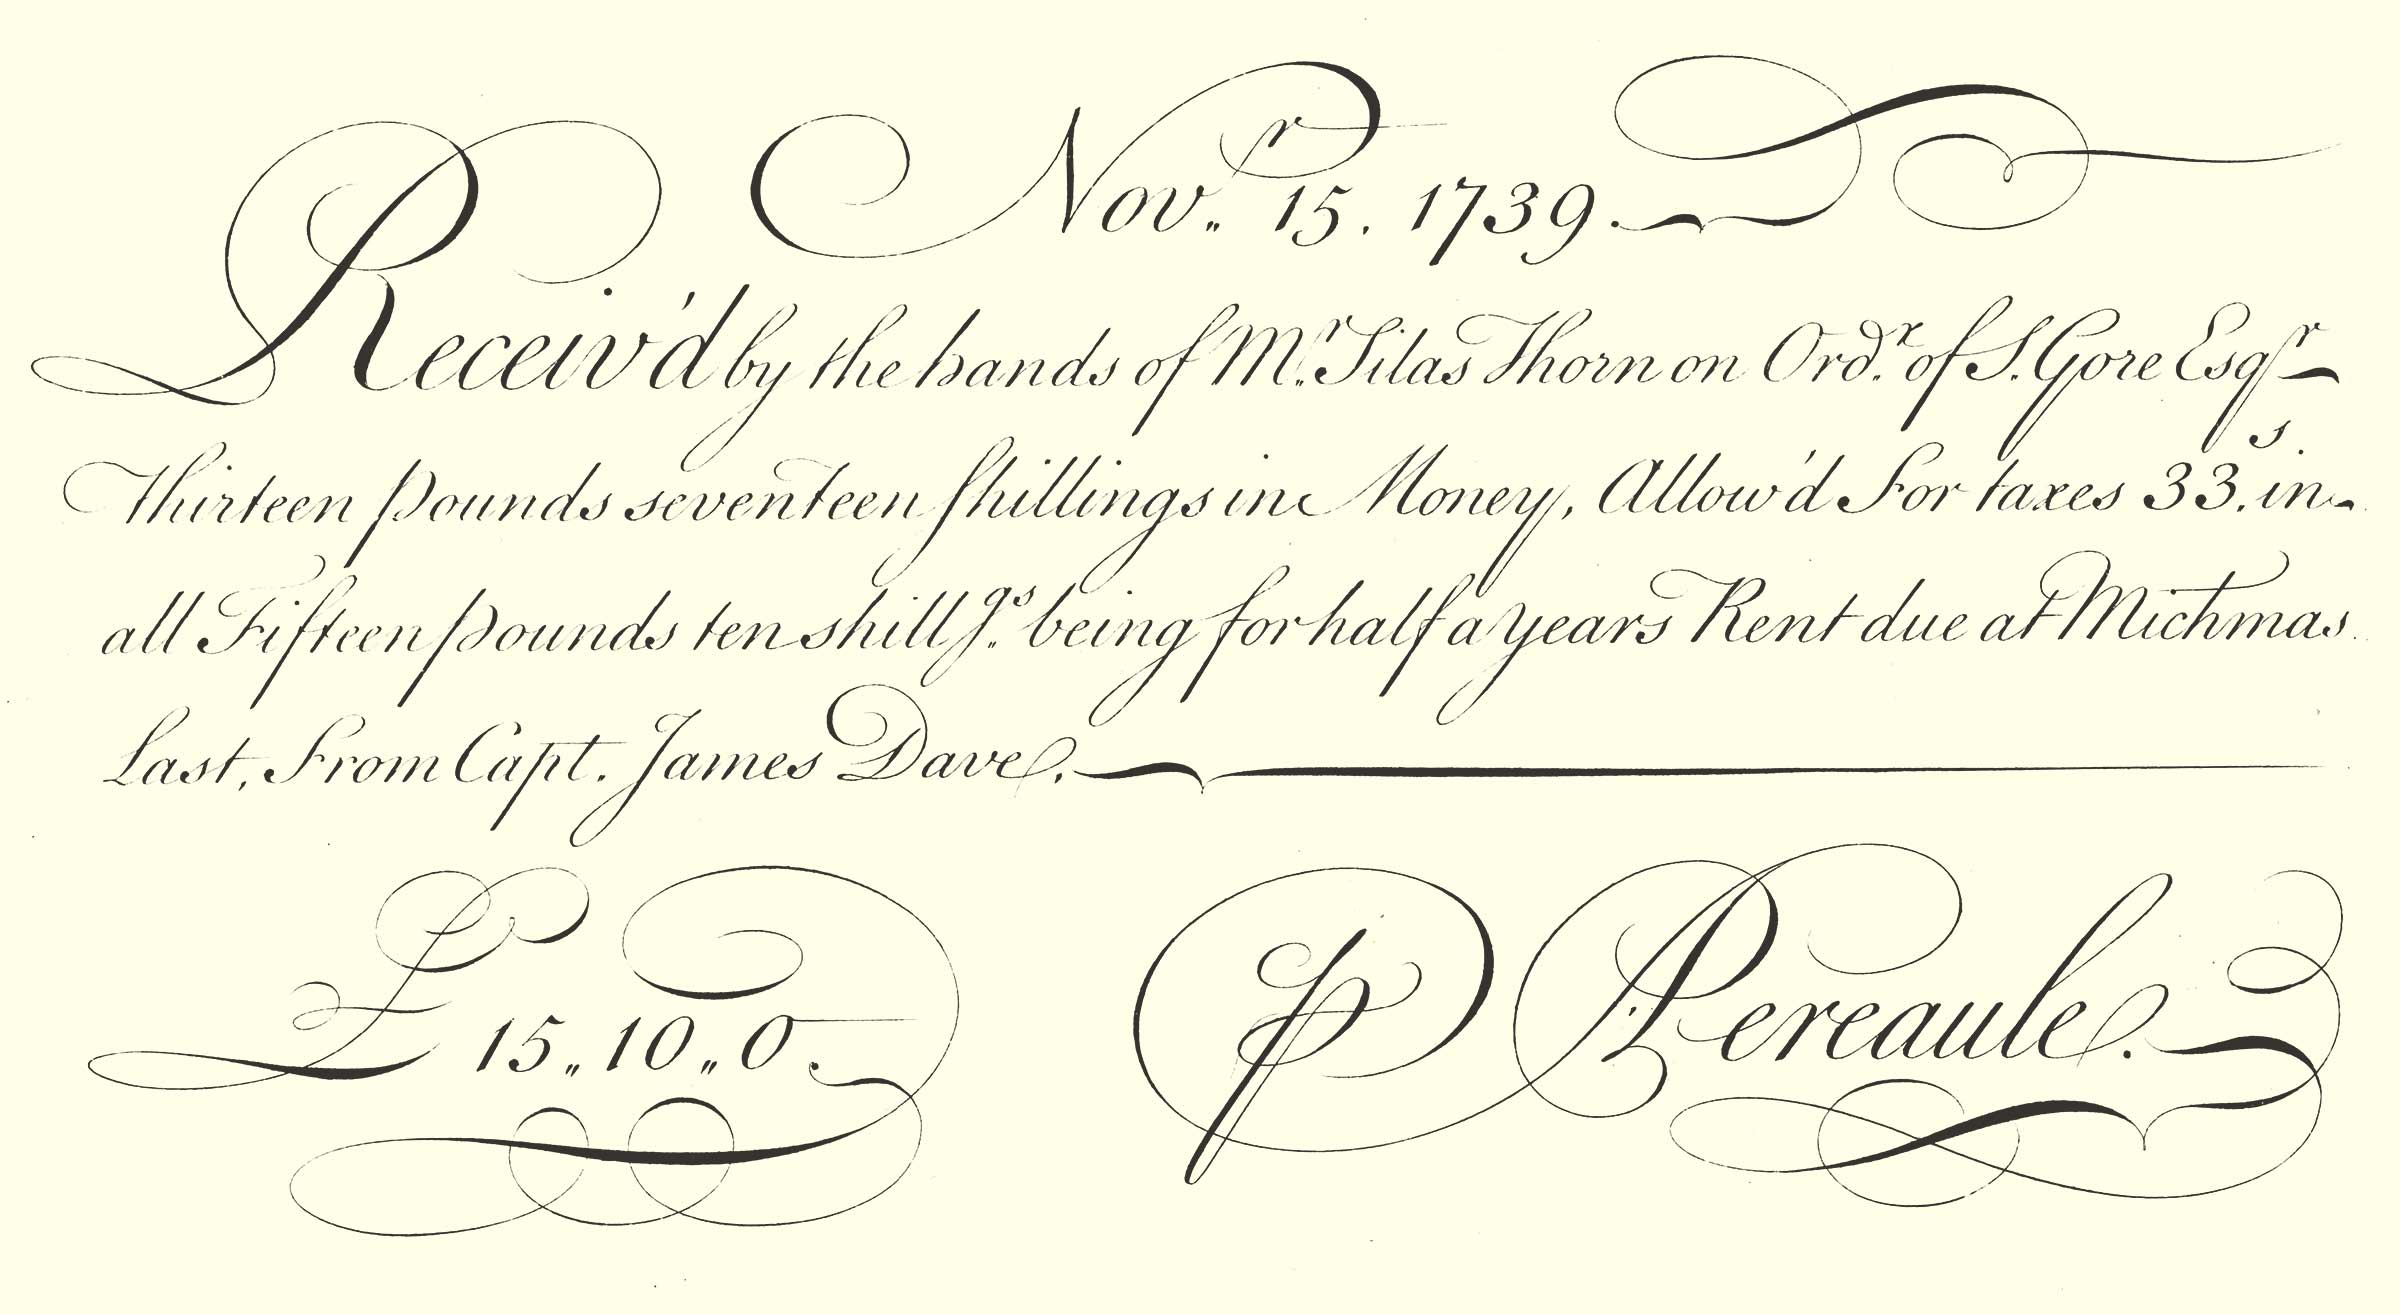 Nov.^r 15. 1739.
Receiv'd by the hands of M^r. Silas Thorn on Ord^r. of S. Gore Esq^r
Thirteen pounds seventeen shillings in Money, Allow'd For taxes 33^s. in
all Fifteen pounds ten shill^gs. being for half a years Rent due at Michmas
Last, From Capt. James Dave.
£ 15 „ 10 „ 0. P Pereaule.